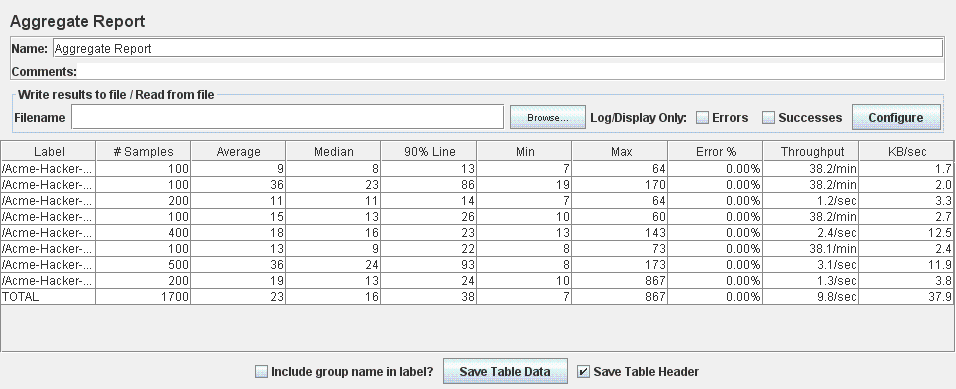 Aggregate Report
Name: Aggregate Report
Comments:
Write results to file / Read from file
Filename Browse... Log/Display Only: Errors Successes Configure
Label # Samples Average Median 90% Line Min Max Error % Throughput KB/sec
/Acme-Hacker-... 100 9 8 13 7 64 0.00% 38.2/min 1.7
/Acme-Hacker-... 100 36 23 86 19 170 0.00% 38.2/min 2.0
/Acme-Hacker-... 200 11 11 14 7 64 0.00% 1.2/sec 3.3
/Acme-Hacker-... 100 15 13 26 10 60 0.00% 38.2/min 2.7
/Acme-Hacker-... 400 18 16 23 13 143 0.00% 2.4/sec 12.5
/Acme-Hacker-... 100 13 9 22 8 73 0.00% 38.1/min 2.4
/Acme-Hacker-... 500 36 24 93 8 173 0.00% 3.1/sec 11.9
/Acme-Hacker-... 200 19 13 24 10 867 0.00% 1.3/sec 3.8
TOTAL 1700 23 16 38 7 867 0.00% 9.8/sec 37.9
Include group name in label? Save Table Data Save Table Header